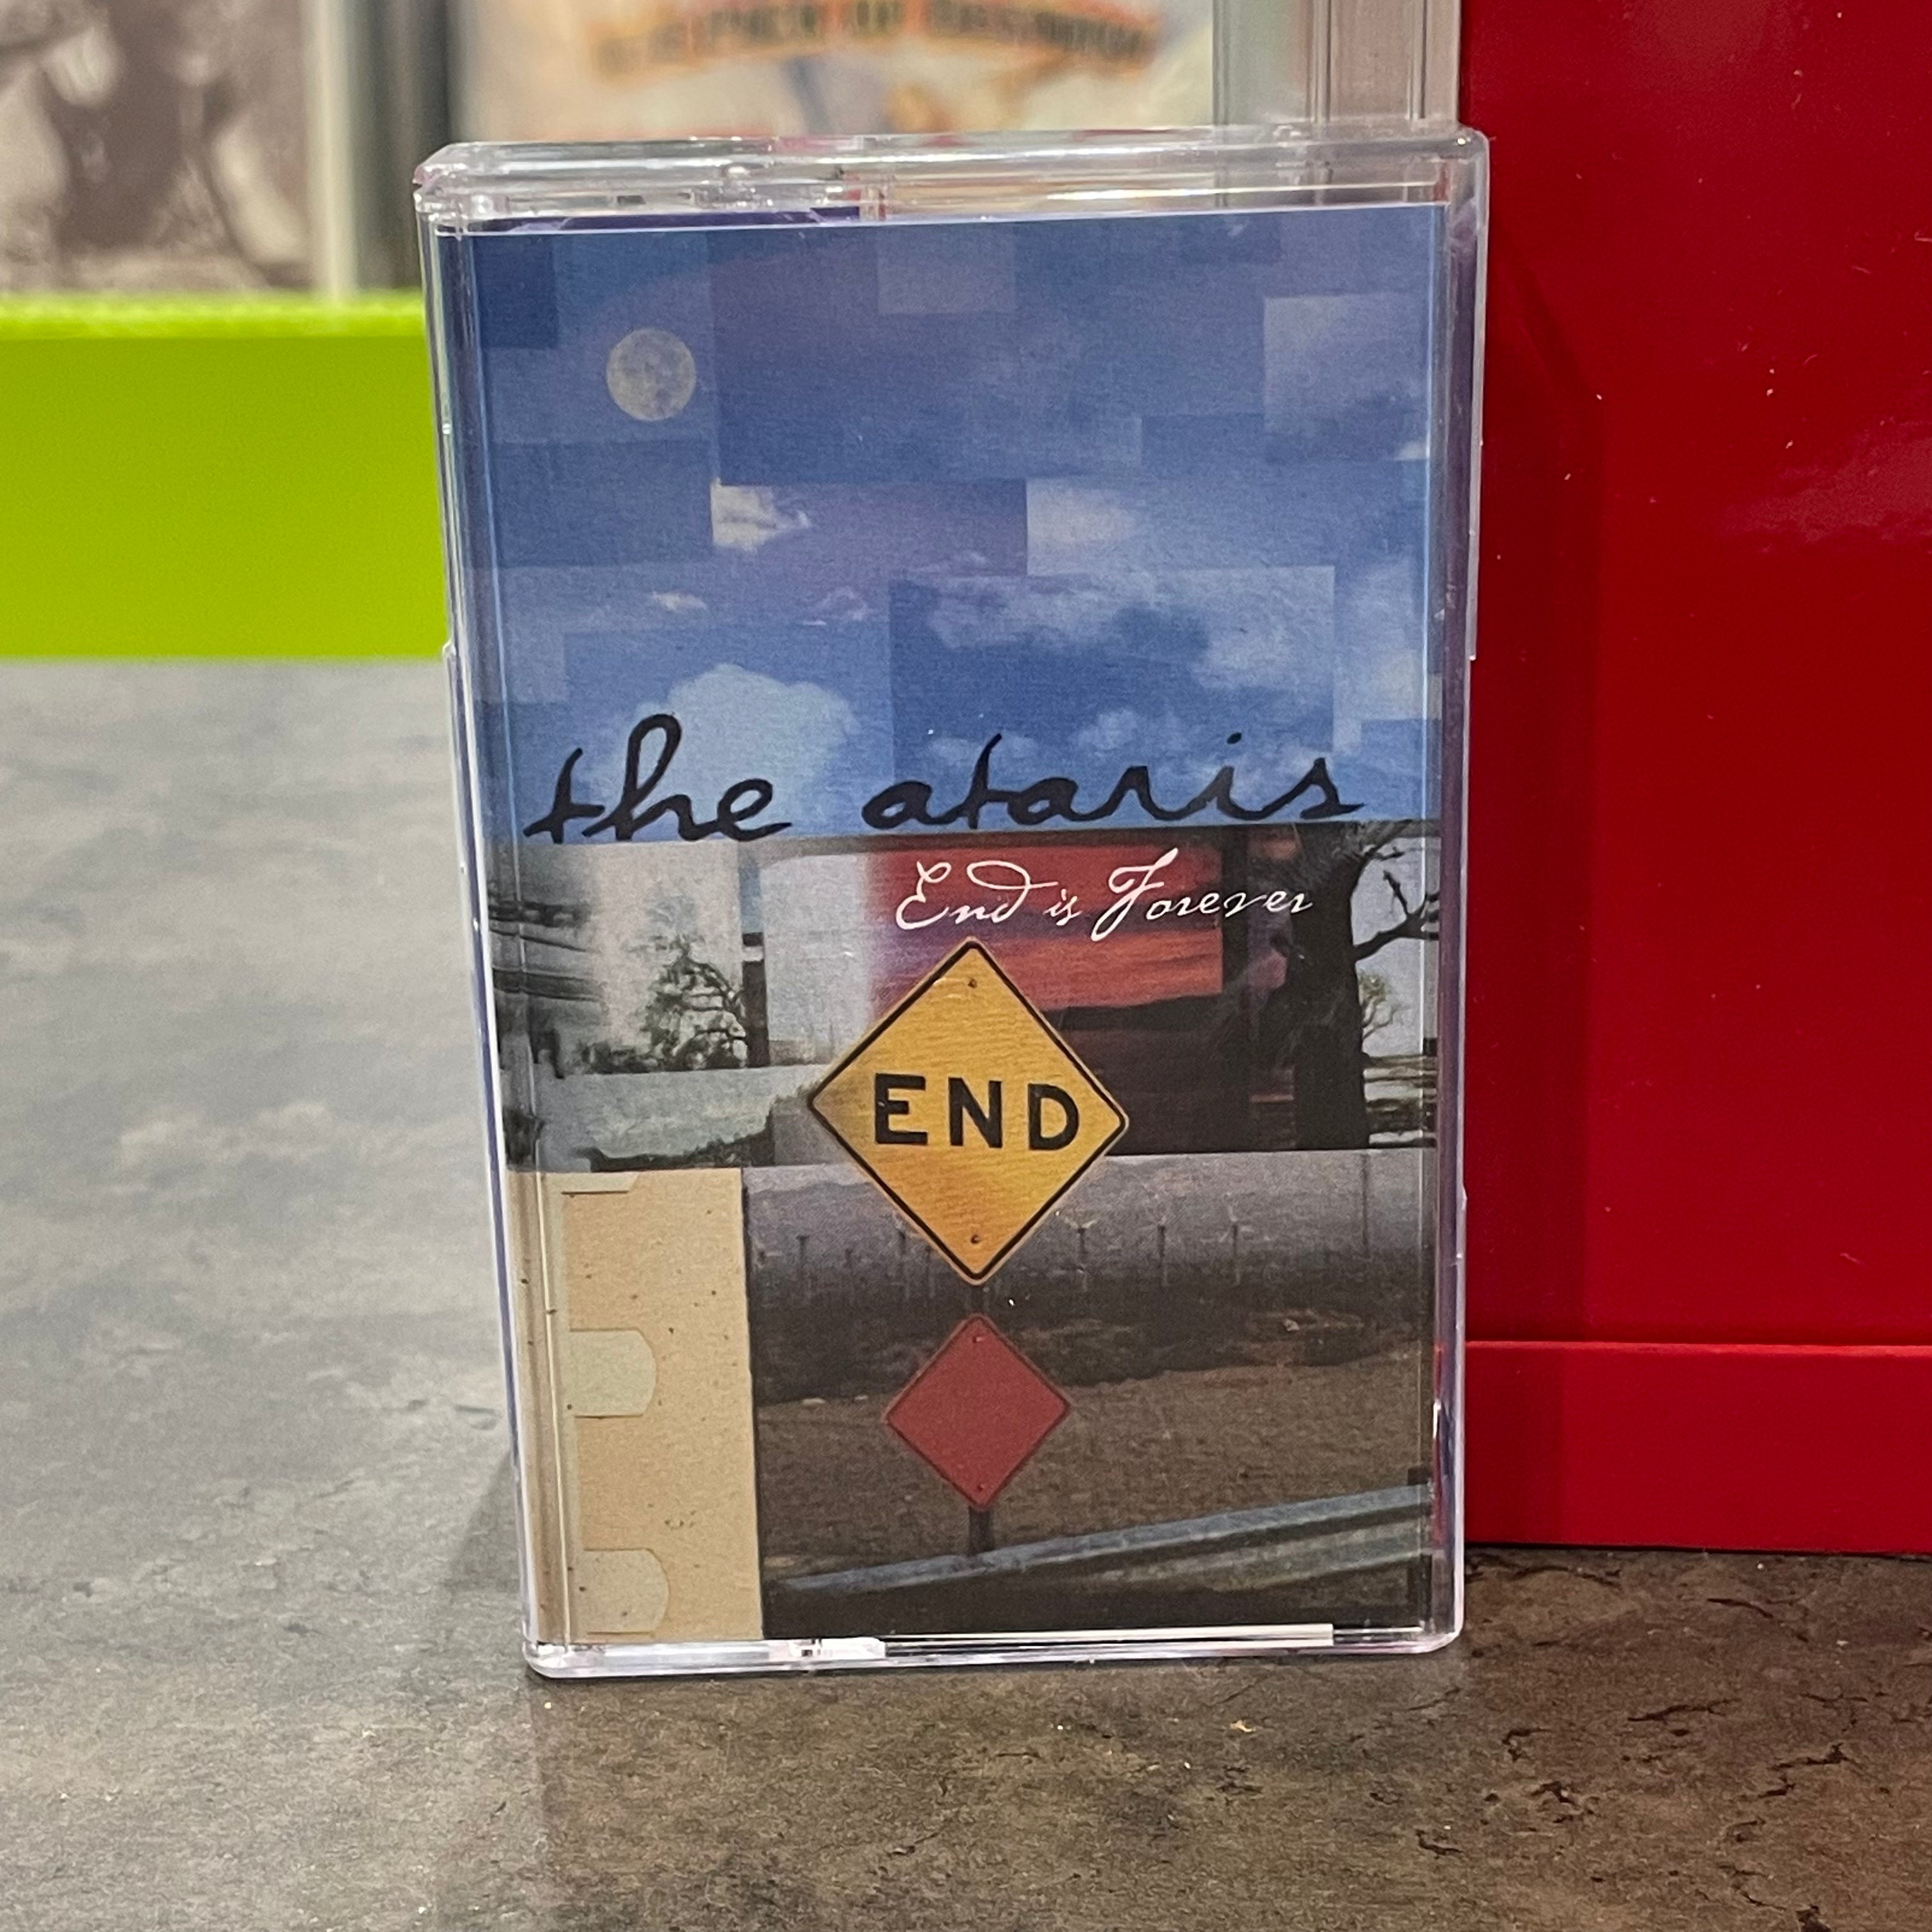 the ataris
End is Forever
END